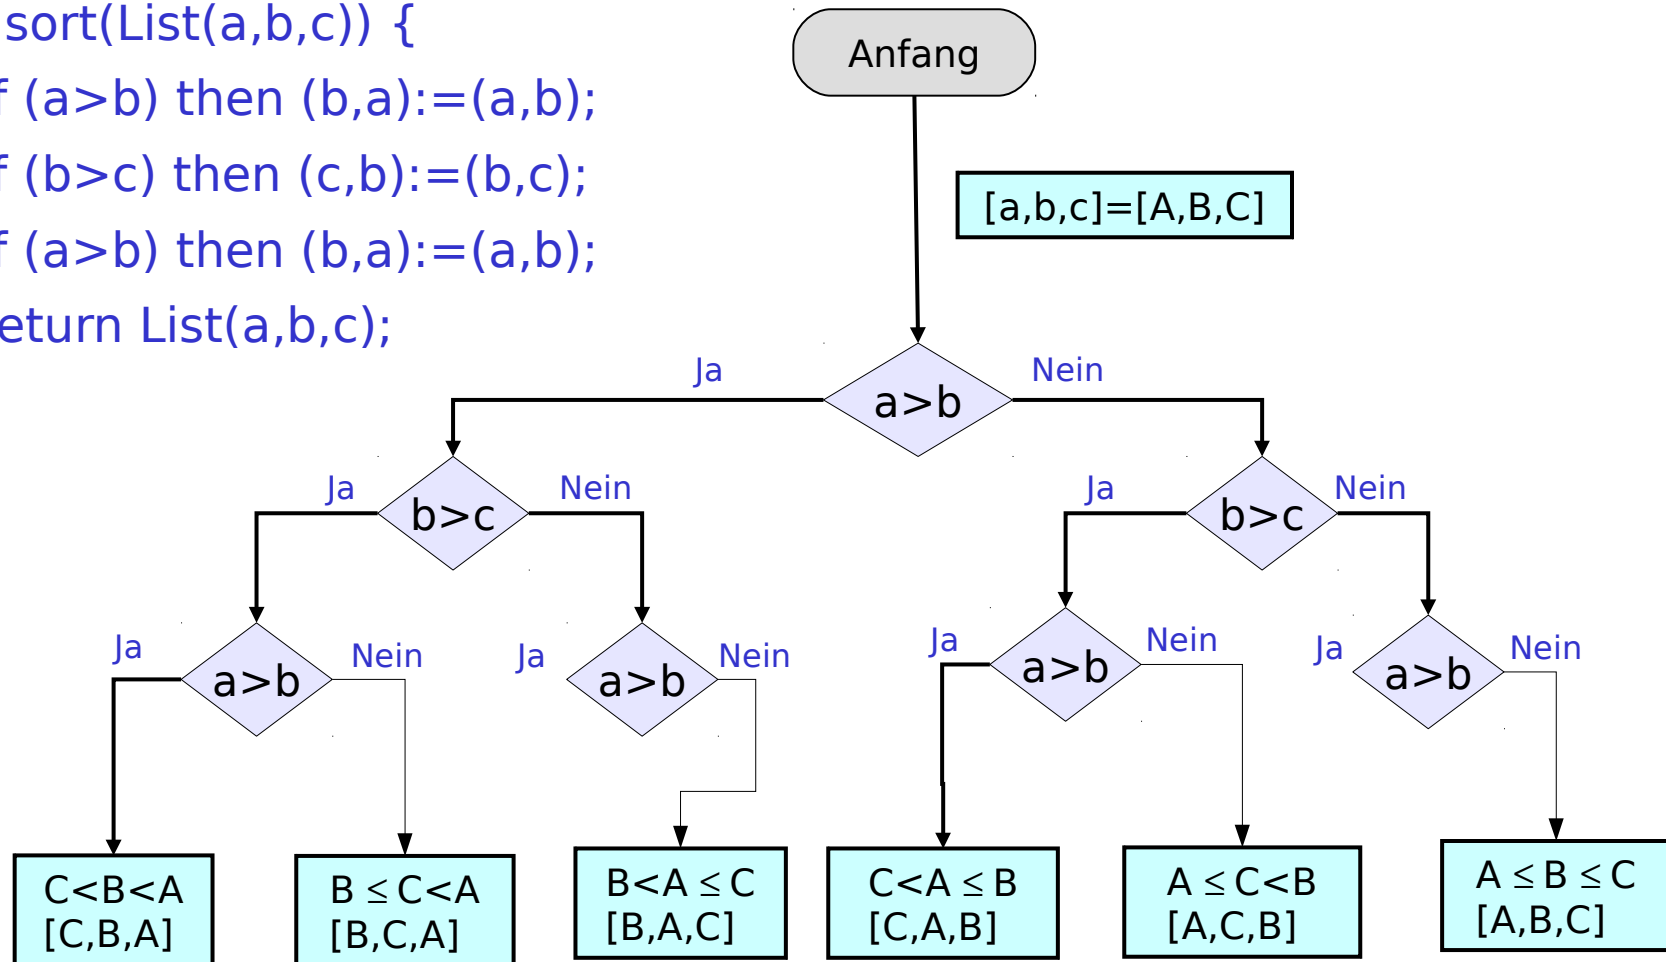 sort(List(a,b,c)) {
f (a>b) then (b,a):=(a,b);
f (b>c) then (c,b):=(b,c);
f (a>b) then (b,a):=(a,b);
eturn List(a,b,c);
Anfang
[a,b,c]=[A,B,C]
a>b
Ja
Nein
b>c
Ja
Nein
b>c
Ja
Nein
a>b
Ja
Nein
a>b
Ja
Nein
a>b
Ja
Nein
a>b
Ja
Nein
C<B<A
[C,B,A]
B ≤ C<A
[B,C,A]
B<A ≤ C
[B,A,C]
C<A ≤ B
[C,A,B]
A ≤ C<B
[A,C,B]
A ≤ B ≤ C
[A,B,C]